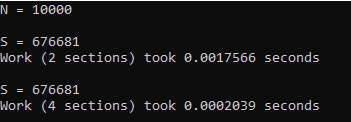 N = 10000
S = 676681
Work (2 sections) took 0.0017566 seconds
S = 676681
Work (4 sections) took 0.0002039 seconds